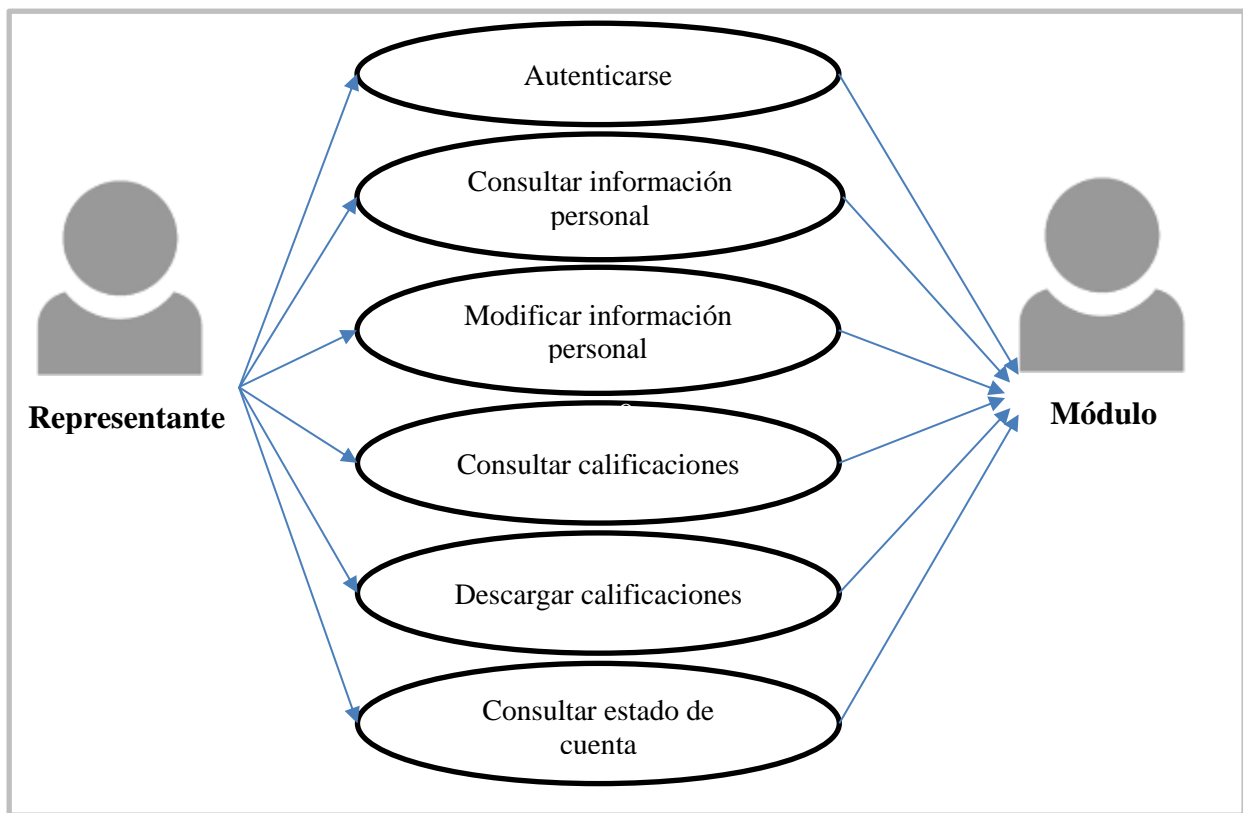 Autenticarse
Consultar información
personal
Modificar información
personal
Representante
Módulo
Consultar calificaciones
Descargar calificaciones
Consultar estado de
cuenta